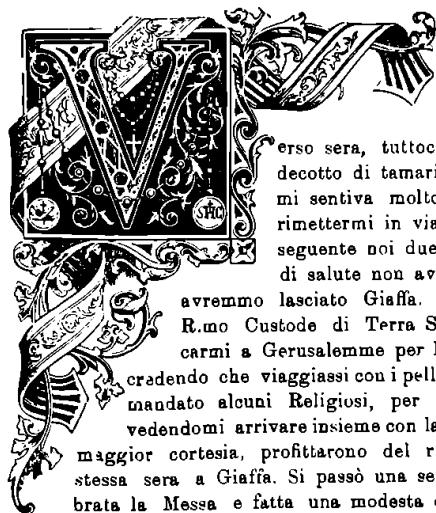 Verso sera, tuttoc
decotto di tamari
mi sentiva molto
rimettermi in via
seguente noi due
di salute non av
avremmo lasciato Giaffa.
R.mo Custode di Terra S
carmi a Gerusalemme per
cradendo che viaggiassi con i pell
mandato alcuni Religiosi, per
vedendomi arrivare insieme con la
maggior cortesia, profittarono del r
stessa sera a Giaffa. Si passò una se
brata la Messa e fatta una modesta